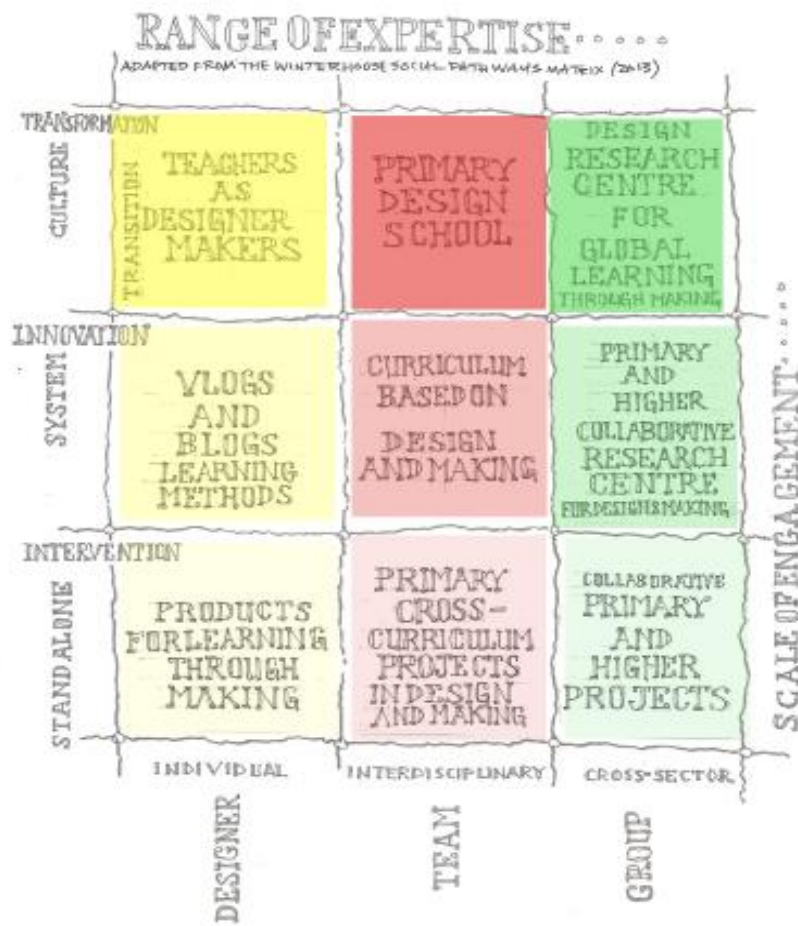 RANGE OF EXPERTISE.....
ADAPTED FROM THE WINTERHOUSE SOCIAL PATHWAYS MATRIX (2013)
TRANSFORMATION
CULTURE
TRANSITION
TEACHERS
AS
DESIGNER
MAKERS
PRIMARY
DESIGN
SCHOOL
DESIGN
RESEARCH
CENTRE
FOR
GLOBAL
LEARNING
THROUGH MAKING
INNOVATION
SYSTEM
VLOGS
AND
BLOGS
LEARNING
METHODS
CURRICULUM
BASED ON
DESIGN
AND MAKING
PRIMARY
AND
HIGHER
COLLABORATIVE
RESEARCH
CENTRE
FOR DESIGN & MAKING
INTERVENTION
STAND ALONE
PRODUCTS
FOR LEARNING
THROUGH
MAKING
PRIMARY
CROSS-
CURRICULUM
PROJECTS
IN DESIGN
AND MAKING
COLLABORATIVE
PRIMARY
AND
HIGHER
PROJECTS
SCALE OF ENGAGEMENT.....
INDIVIDUAL
INTERDISCIPLINARY
CROSS-SECTOR
DESIGNER
TEAM
GROUP